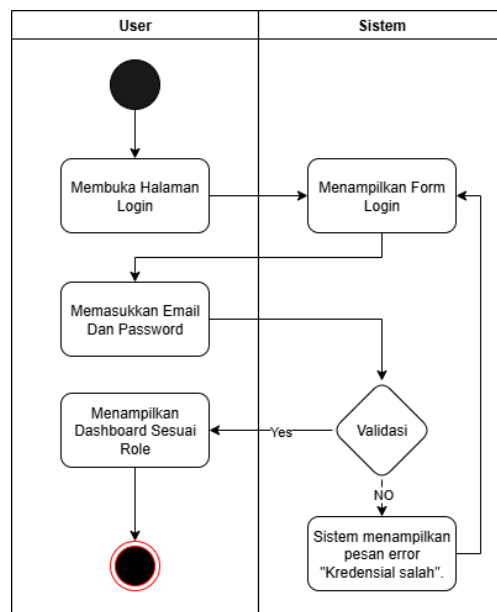 User
Sistem
Membuka Halaman
Login
Menampilkan Form
Login
Memasukkan Email
Dan Password
Menampilkan
Dashboard Sesuai
Role
Yes
Validasi
NO
Sistem menampilkan
pesan error
"Kredensial salah".